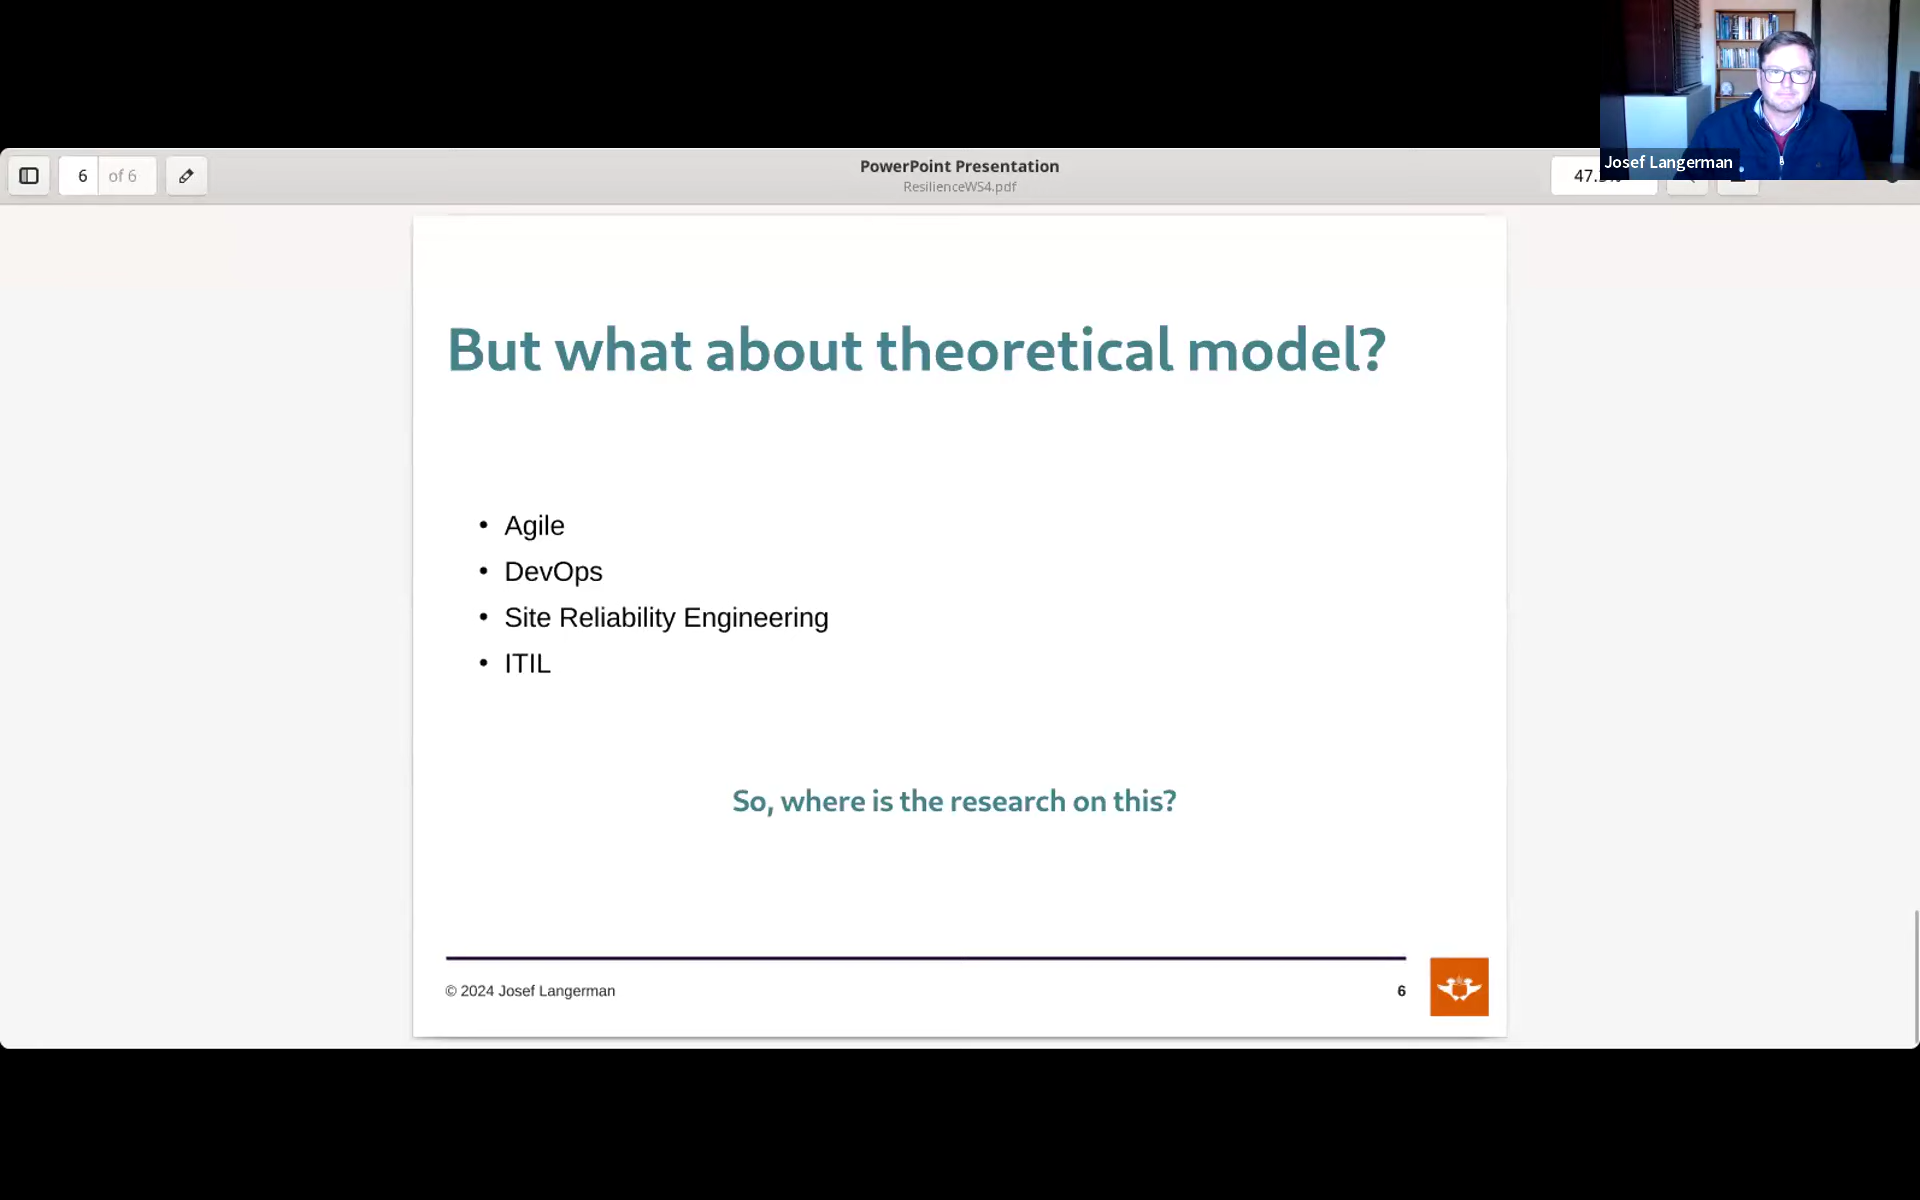 Josef Langerman
6 of 6
PowerPoint Presentation
ResilienceWS4.pdf
But what about theoretical model?
• Agile
• DevOps
• Site Reliability Engineering
• ITIL
So, where is the research on this?
© 2024 Josef Langerman
6